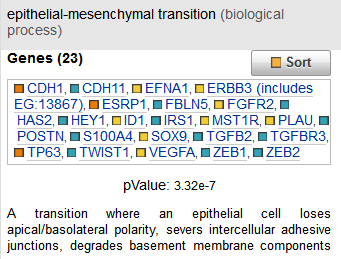 epithelial-mesenchymal transition (biological
process)
Genes (23)
Sort
CDH1, CDH11, EFNA1, ERBB3 (includes
EG:13867), ESRP1, FBLN5, FGFR2,
HAS2, HEY1, ID1, IRS1, MST1R, PLAU,
POSTN, S100A4, SOX9, TGFB2, TGFBR3,
TP63, TWIST1, VEGFA, ZEB1, ZEB2
pValue: 3.32e-7
A transition where an epithelial cell loses
apical/basolateral polarity, severs intercellular adhesive
junctions, degrades basement membrane components